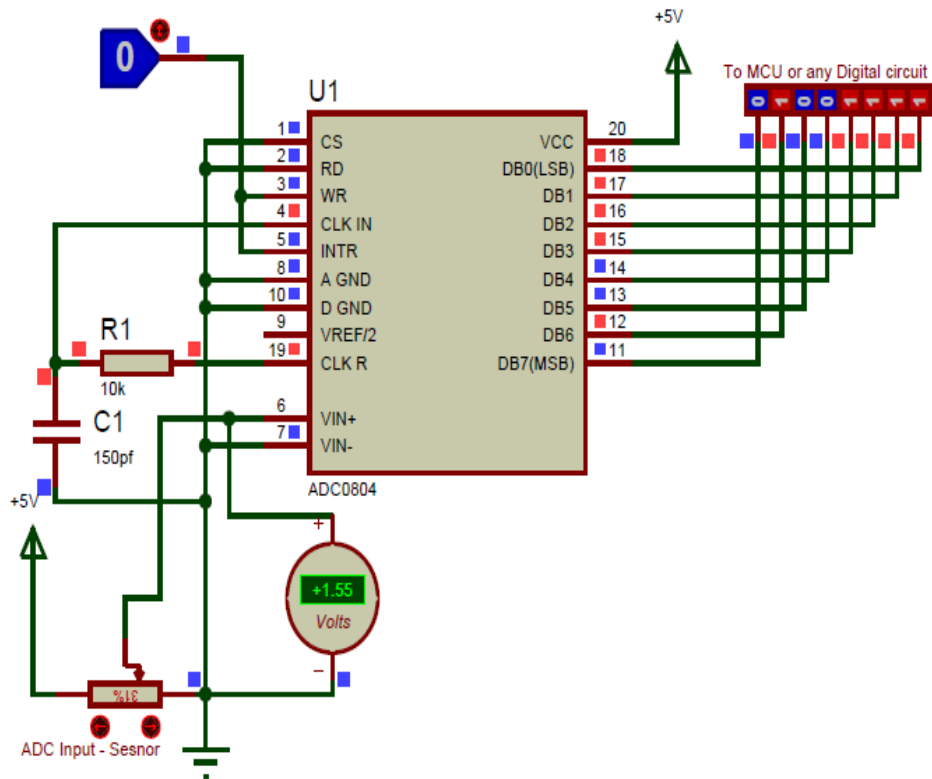 +5V
0
To MCU or any Digital circuit
0 1 0 0 1 1 1 1
U1
1 CS VCC 20
2 RD DB0(LSB) 18
3 WR DB1 17
4 CLK IN DB2 16
5 INTR DB3 15
8 A GND DB4 14
10 D GND DB5 13
9 VREF/2 DB6 12
19 CLK R DB7(MSB) 11
6 VIN+
7 VIN-
ADC0804
R1
10k
C1
150pf
+5V
+
+1.55
Volts
-
31%
ADC Input - Sesnor